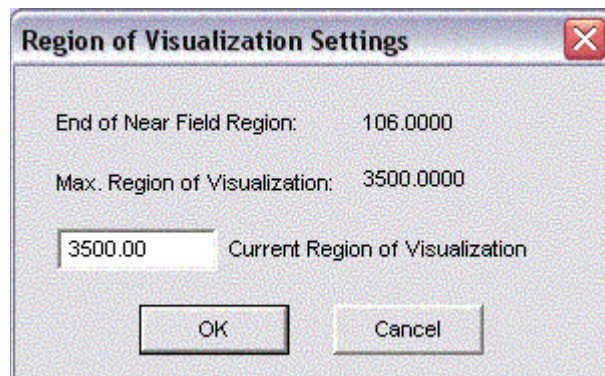 Region of Visualization Settings
End of Near Field Region: 106.0000
Max. Region of Visualization: 3500.0000
3500.00 Current Region of Visualization
OK Cancel